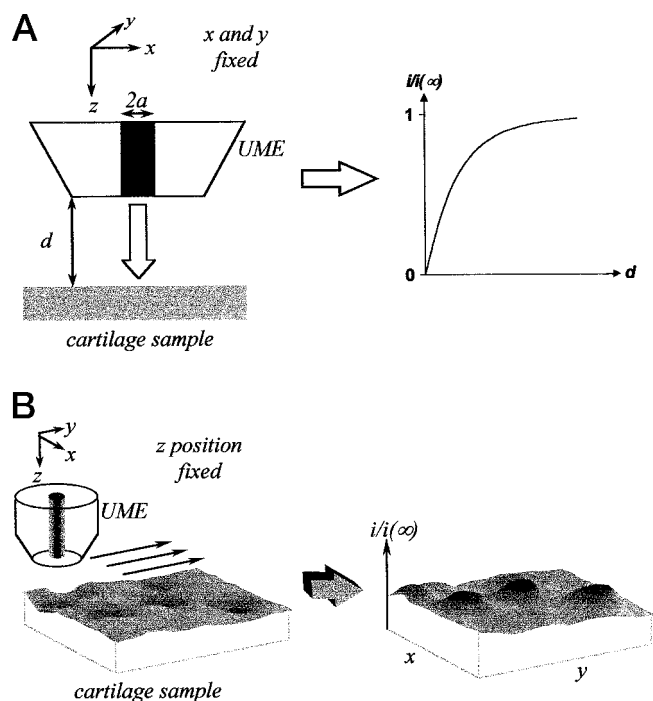 A
y
x
z
x and y
fixed
2a
UME
d
cartilage sample
i/i(∞)
1
0
d
B
y
x
z
z position
fixed
UME
cartilage sample
i/i(∞)
x
y